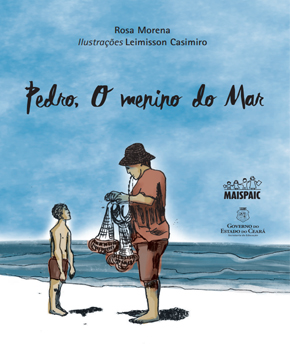 Rosa Morena
Ilustrações Leimisson Casimiro
Pedro, O menino do Mar
MAISPAIC
GOVERNO DO
ESTADO DO CEARÁ